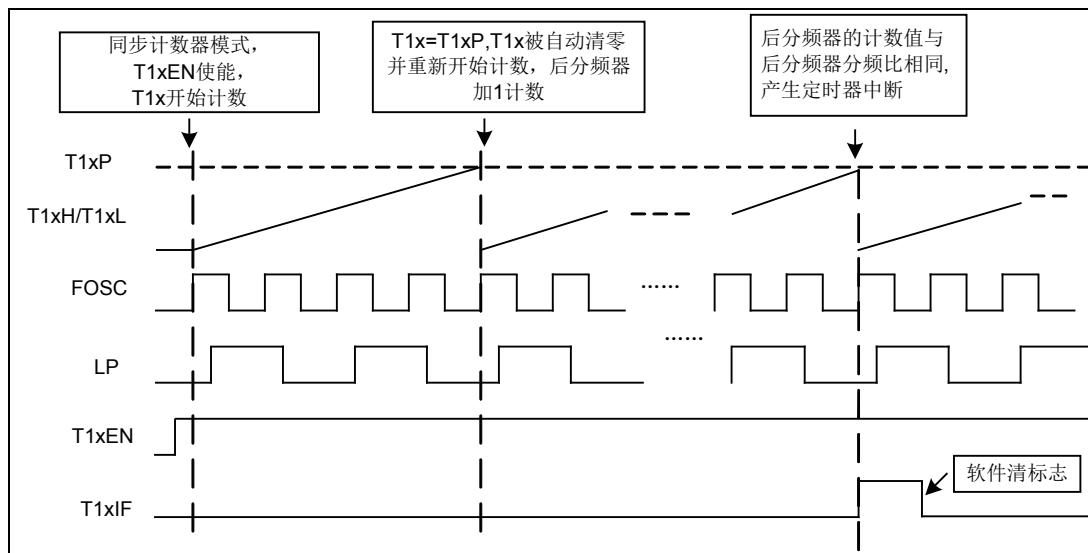 同步计数器模式，
T1xEN使能，
T1x开始计数
T1x=T1xP,T1x被自动清零
并重新开始计数，后分频器
加1计数
后分频器的计数值与
后分频器分频比相同,
产生定时器中断
T1xP
T1xH/T1xL
FOSC
......
LP
......
T1xEN
软件清标志
T1xIF